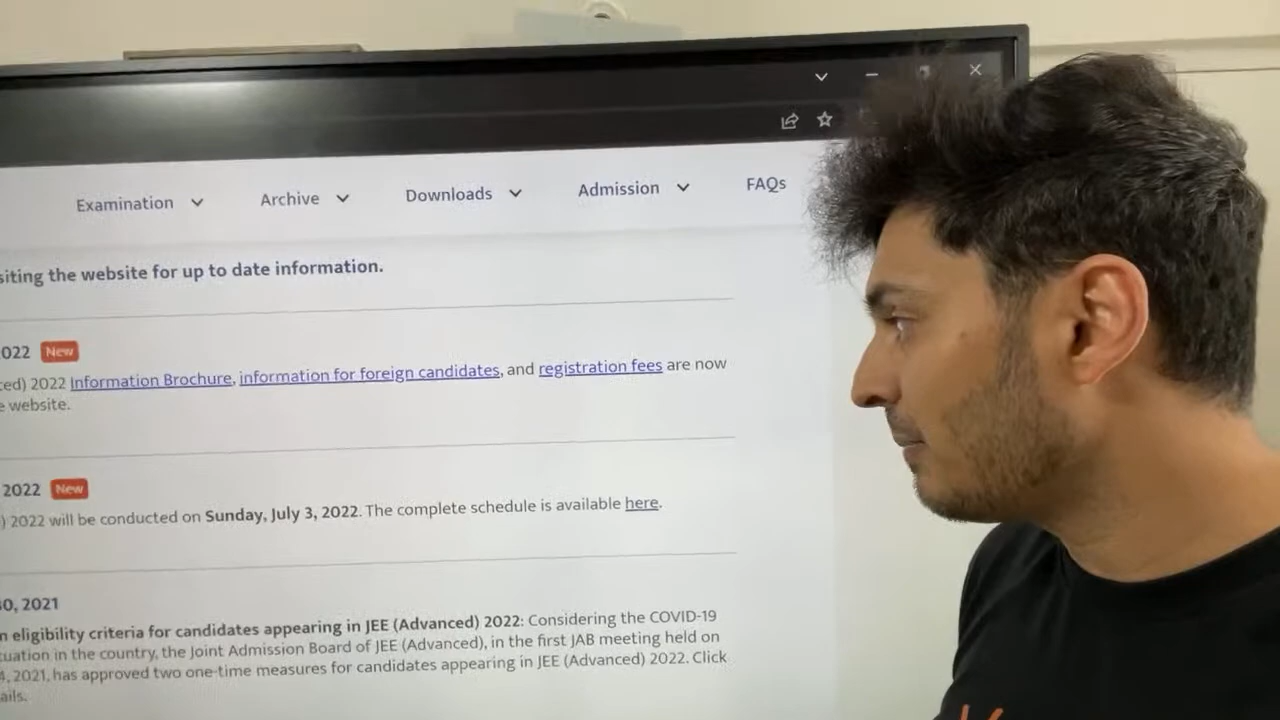 Examination Archive Downloads Admission FAQs
siting the website for up to date information.
022 New
ced) 2022 Information Brochure, information for foreign candidates, and registration fees are now
e website.
2022 New
) 2022 will be conducted on Sunday, July 3, 2022. The complete schedule is available here.
30, 2021
n eligibility criteria for candidates appearing in JEE (Advanced) 2022: Considering the COVID-19
tuation in the country, the Joint Admission Board of JEE (Advanced), in the first JAB meeting held on
4, 2021, has approved two one-time measures for candidates appearing in JEE (Advanced) 2022. Click
ails.